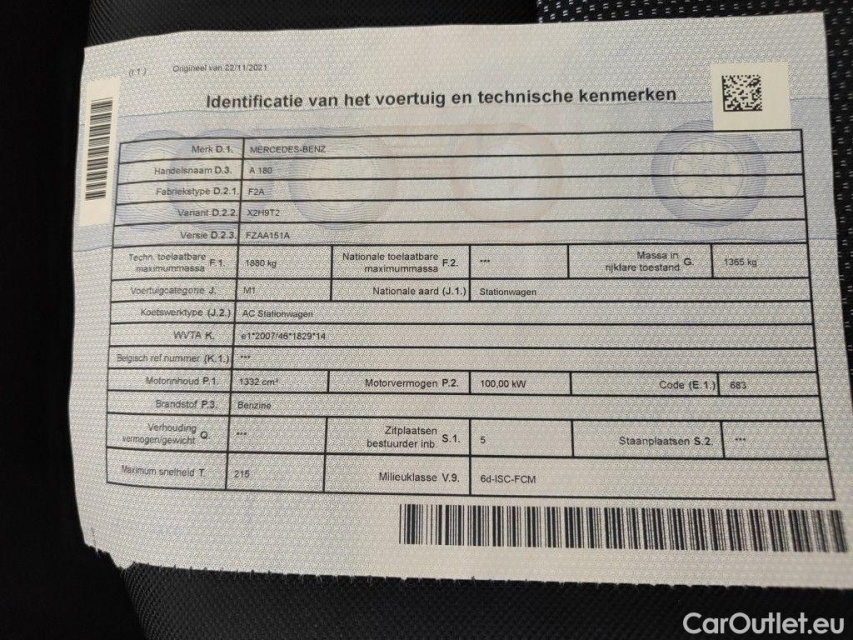 (I.1.) Origineel van 22/11/2021
Identificatie van het voertuig en technische kenmerken
Merk D.1. MERCEDES-BENZ
Handelsnaam D.3. A 180
Fabriekstype D.2.1. F2A
Variant D.2.2. X2H9T2
Versie D.2.3. FZAA151A
Techn. toelaatbare maximummassa F.1. 1880 kg Nationale toelaatbare maximummassa F.2. *** Massa in rijklare toestand G. 1365 kg
Voertuigcategorie J. M1 Nationale aard (J.1.) Stationwagen
Koetswerktype (J.2.) AC Stationwagen
WVTA K. e1*2007/46*1829*14
Belgisch ref.nummer (K.1.) ***
Motorinhoud P.1. 1332 cm³ Motorvermogen P.2. 100,00 kW Code (E.1.) 683
Brandstof P.3. Benzine
Verhouding vermogen/gewicht Q. *** Zitplaatsen bestuurder inb. S.1. 5 Staanplaatsen S.2. ***
Maximum snelheid T. 215 Milieuklasse V.9. 6d-ISC-FCM
CarOutlet.eu